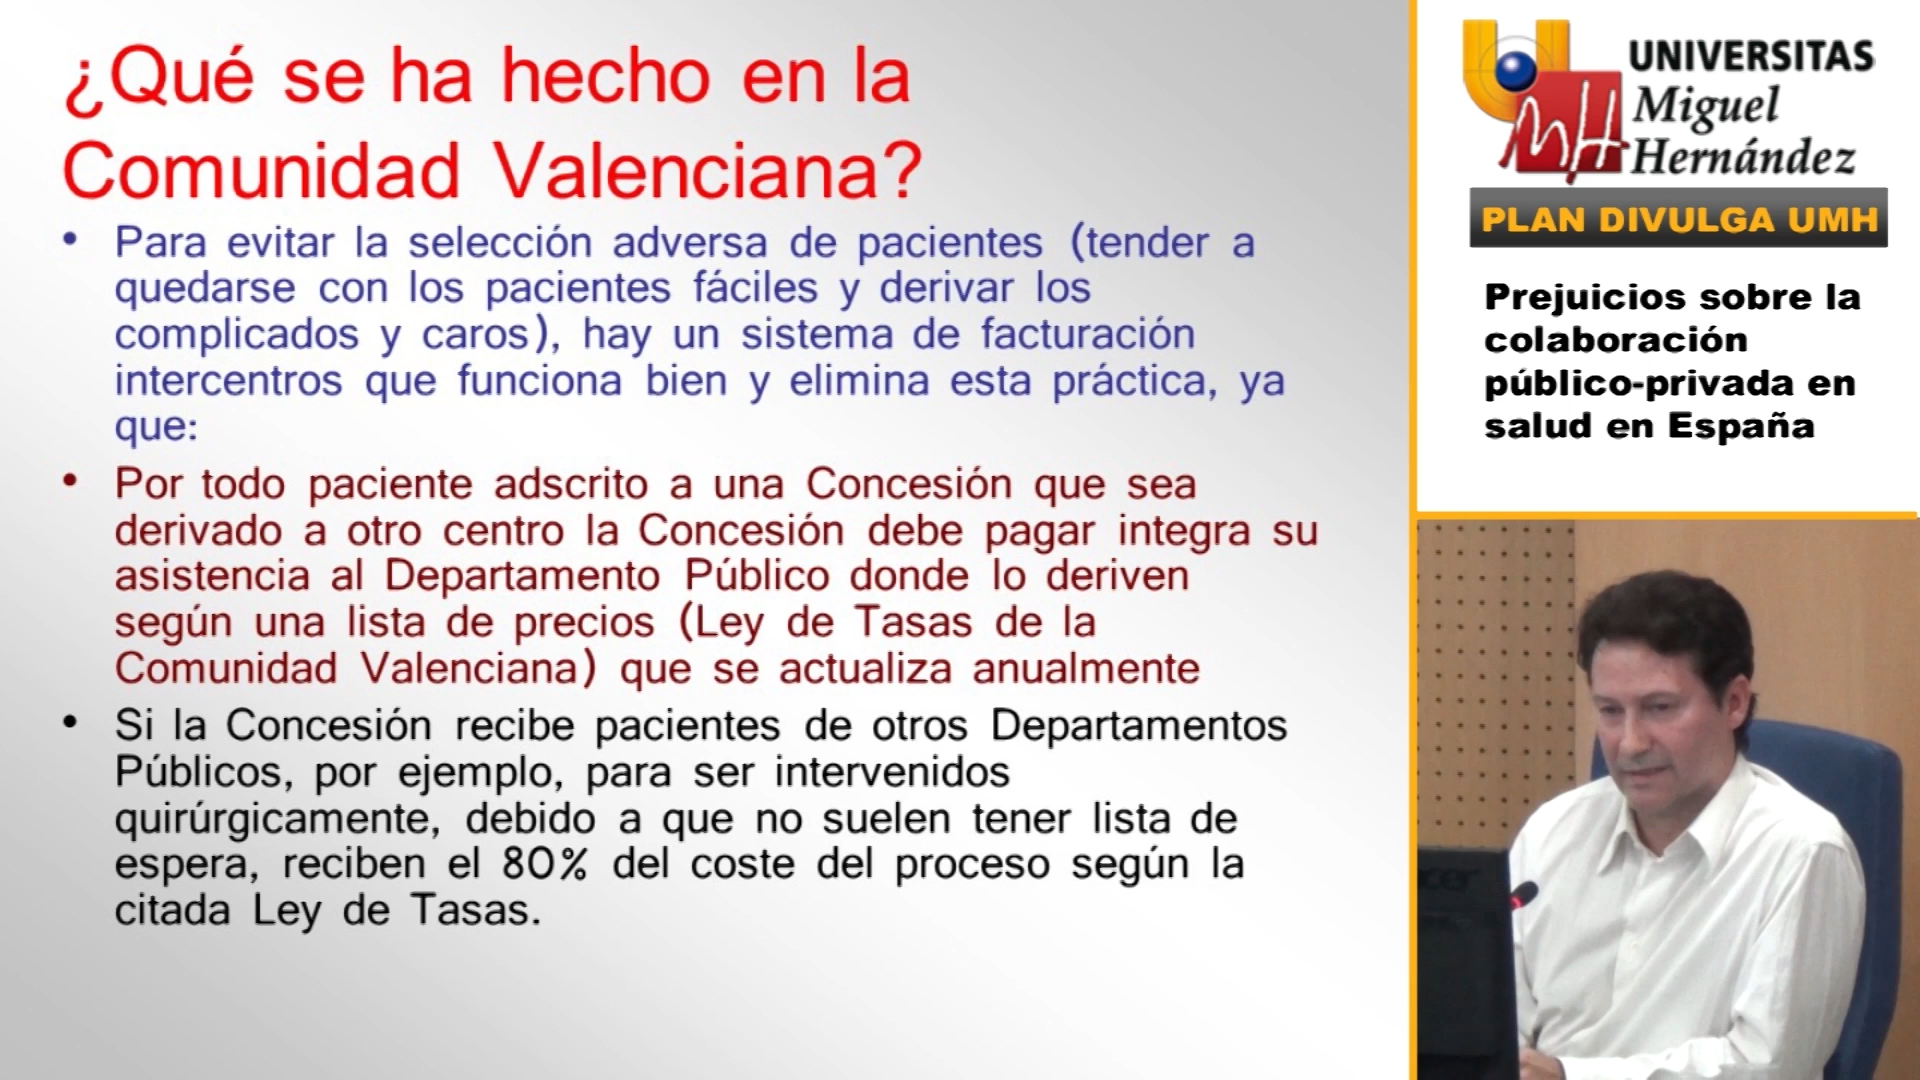 ¿Qué se ha hecho en la
Comunidad Valenciana?
• Para evitar la selección adversa de pacientes (tender a
quedarse con los pacientes fáciles y derivar los
complicados y caros), hay un sistema de facturación
intercentros que funciona bien y elimina esta práctica, ya
que:
• Por todo paciente adscrito a una Concesión que sea
derivado a otro centro la Concesión debe pagar integra su
asistencia al Departamento Público donde lo deriven
según una lista de precios (Ley de Tasas de la
Comunidad Valenciana) que se actualiza anualmente
• Si la Concesión recibe pacientes de otros Departamentos
Públicos, por ejemplo, para ser intervenidos
quirúrgicamente, debido a que no suelen tener lista de
espera, reciben el 80% del coste del proceso según la
citada Ley de Tasas.
UNIVERSITAS
Miguel
Hernández
PLAN DIVULGA UMH
Prejuicios sobre la
colaboración
público-privada en
salud en España